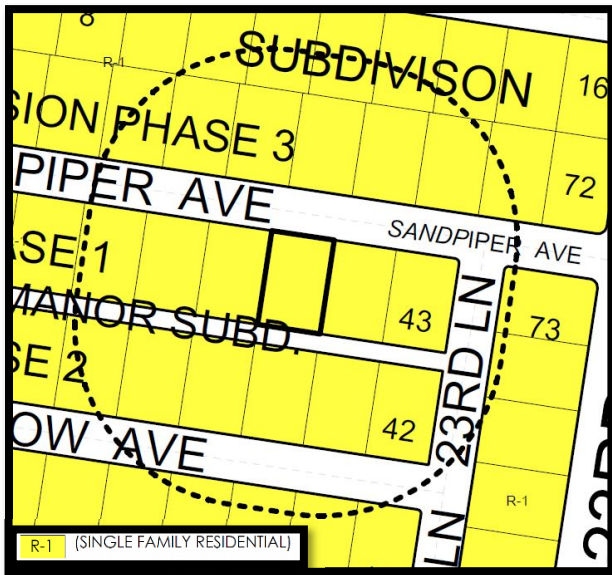 8
SUBDIVISON
16
R-1
SION PHASE 3
72
PIPER AVE
SANDPIPER AVE
ASE 1
43
73
MANOR SUBD.
23RD LN
SE 2
42
OW AVE
R-1
LN
R-1 (SINGLE FAMILY RESIDENTIAL)